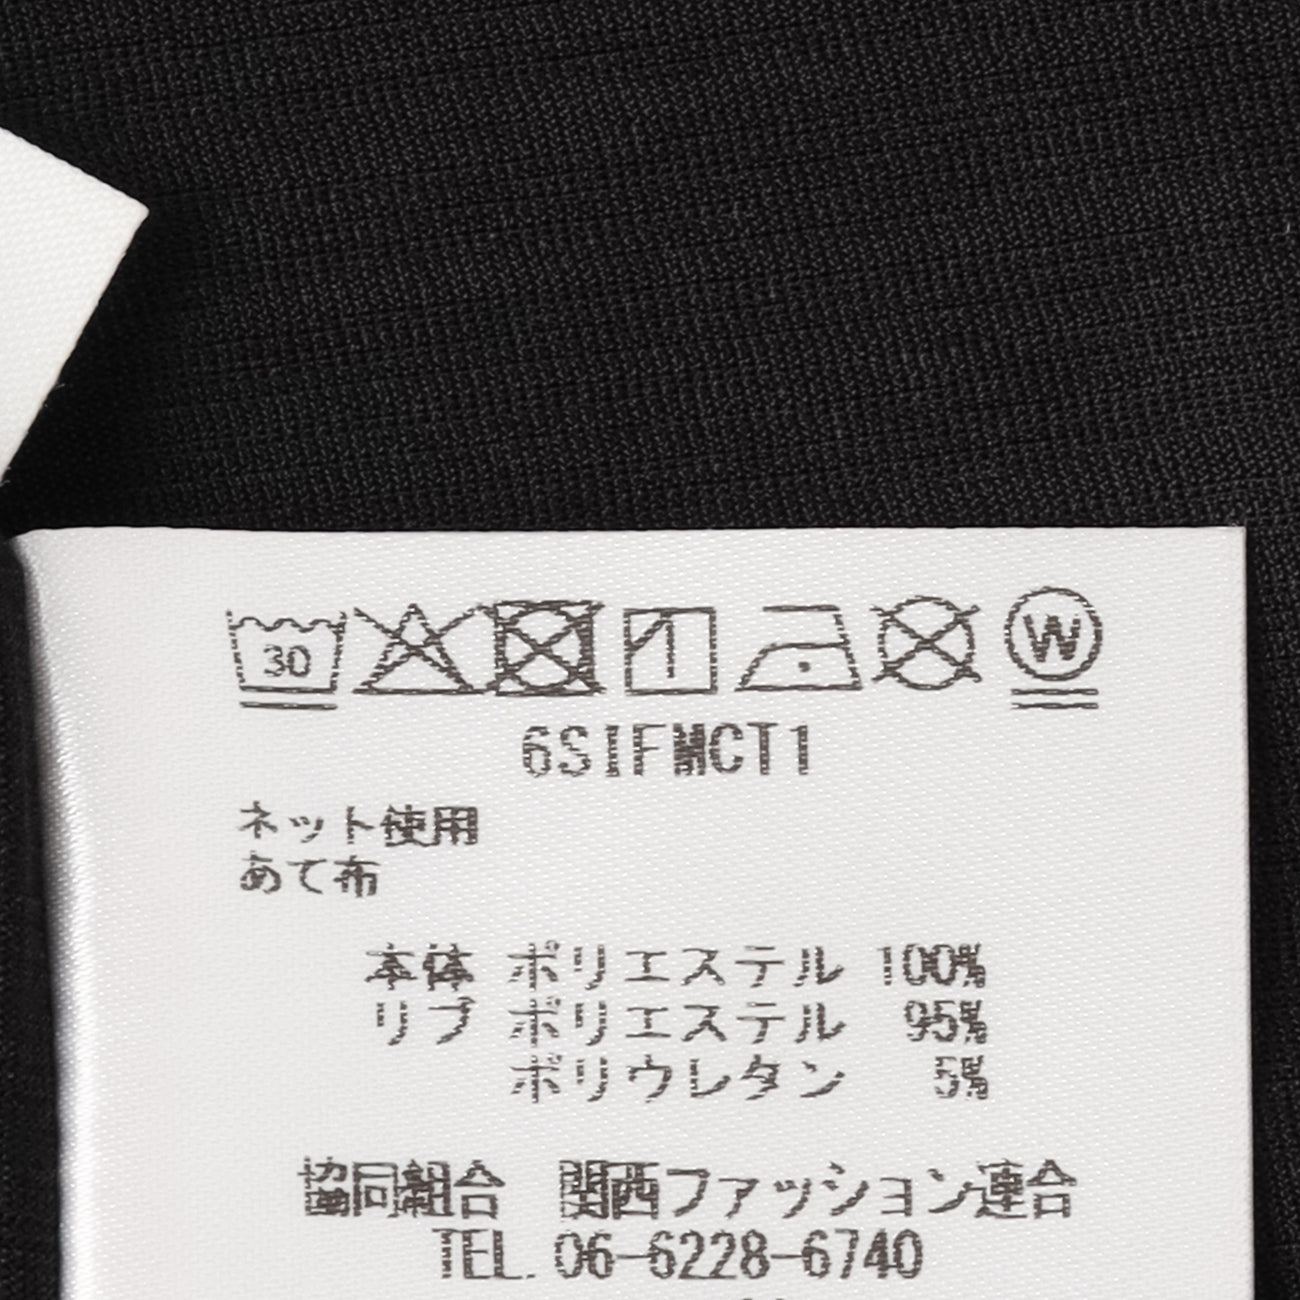 30
W
6SIFMCT1
ネット使用
あて布
本体 ポリエステル 100%
リブ ポリエステル 95%
ポリウレタン 5%
協同組合 関西ファッション連合
TEL. 06-6228-6740